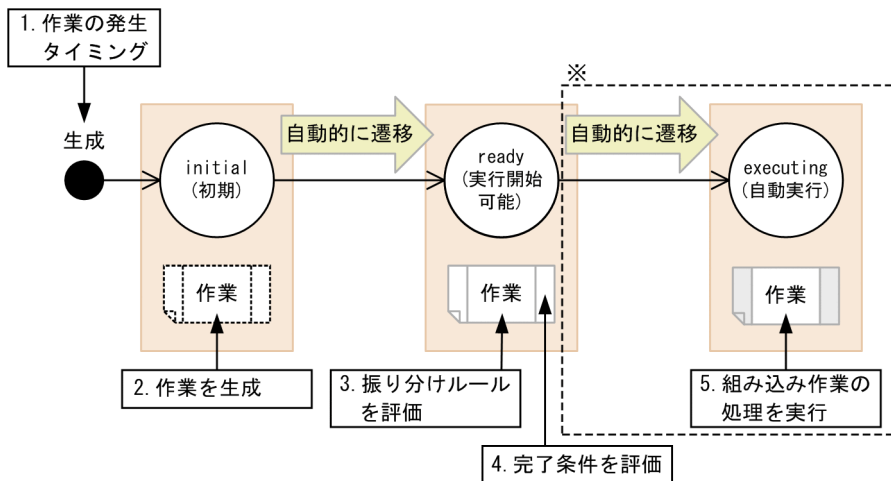 1. 作業の発生
タイミング
※
生成
自動的に遷移
自動的に遷移
initial
(初期)
ready
(実行開始
可能)
executing
(自動実行)
作業
作業
作業
2. 作業を生成
3. 振り分けルール
を評価
5. 組み込み作業の
処理を実行
4. 完了条件を評価